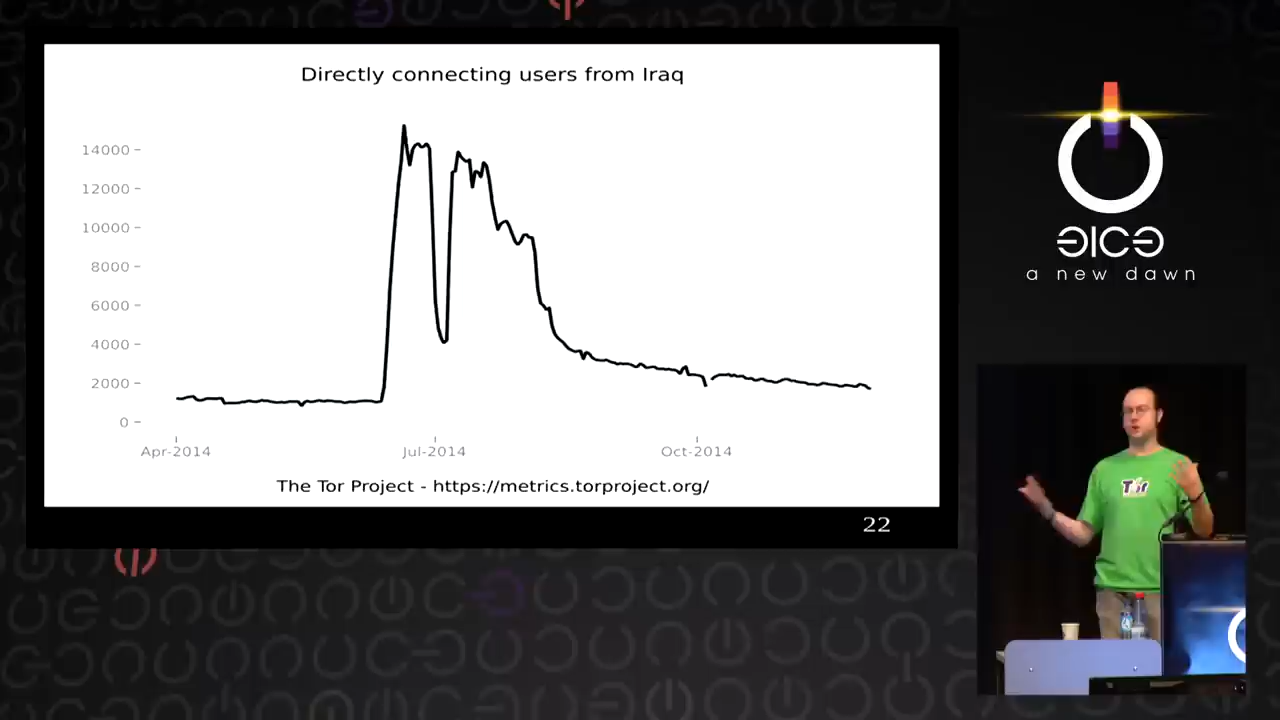 Directly connecting users from Iraq
14000
12000
10000
8000
6000
4000
2000
0
Apr-2014
Jul-2014
Oct-2014
The Tor Project - https://metrics.torproject.org/
22
a new dawn
Tor